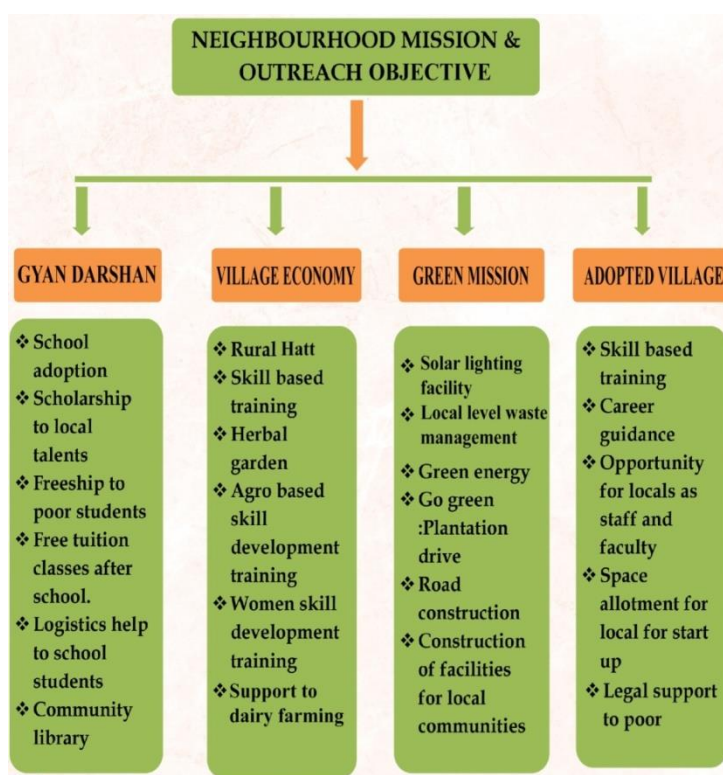 NEIGHBOURHOOD MISSION &
OUTREACH OBJECTIVE
GYAN DARSHAN
❖ School
adoption
❖ Scholarship
to local
talents
❖ Freeship to
poor students
❖ Free tuition
classes after
school.
❖ Logistics help
to school
students
❖ Community
library
VILLAGE ECONOMY
❖ Rural Hatt
❖ Skill based
training
❖ Herbal
garden
❖ Agro based
skill
development
training
❖ Women skill
development
training
❖ Support to
dairy farming
GREEN MISSION
❖ Solar lighting
facility
❖ Local level waste
management
❖ Green energy
❖ Go green
:Plantation
drive
❖ Road
construction
❖ Construction
of facilities
for local
communities
ADOPTED VILLAGE
❖ Skill based
training
❖ Career
guidance
❖ Opportunity
for locals as
staff and
faculty
❖ Space
allotment for
local for start
up
❖ Legal support
to poor